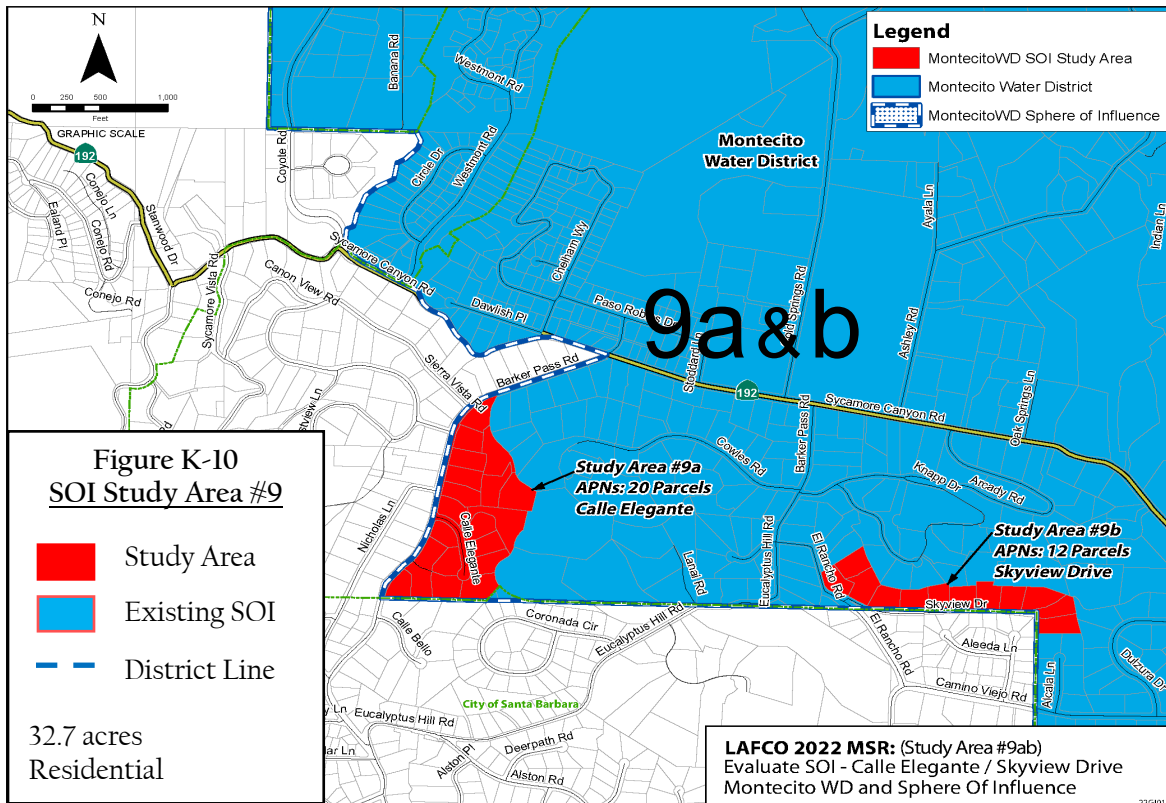 N
0 250 500 1,000
Feet
GRAPHIC SCALE
Legend
MontecitoWD SOI Study Area
Montecito Water District
MontecitoWD Sphere of Influence
Montecito
Water District
192
Banana Rd
Westmont Rd
Coyote Rd
Circle Dr
Westmont Rd
Conejo Ln
Ealand Pl
Conejo Rd
Stanwood Dr
Conejo Rd
Sycamore Vista Rd
Canon View Rd
Sycamore Canyon Rd
Chelham Wy
Dawlish Pl
Ayala Ln
Indian Ln
Ashley Rd
Sierra Vista Rd
Barker Pass Rd
Stoddard Ln
9a & b
192
Sycamore Canyon Rd
Oak Springs Ln
Barker Pass Rd
Cowles Rd
Knapp Dr
Arcady Rd
Study Area #9a
APNs: 20 Parcels
Calle Elegante
Nicholas Ln
Calle Elegante
Study Area #9b
APNs: 12 Parcels
Skyview Drive
Lanai Rd
Eucalyptus Hill Rd
El Rancho Rd
Skyview Dr
Calle Bello
Coronada Cir
Eucalyptus Hill Rd
El Rancho Rd
Aleeda Ln
Camino Viejo Rd
Alcala Ln
Dulzura Dr
City of Santa Barbara
Eucalyptus Hill Rd
Deerpath Rd
Alston Pl
Alston Rd
Figure K-10
SOI Study Area #9
Study Area
Existing SOI
District Line
32.7 acres
Residential
LAFCO 2022 MSR: (Study Area #9ab)
Evaluate SOI - Calle Elegante / Skyview Drive
Montecito WD and Sphere Of Influence